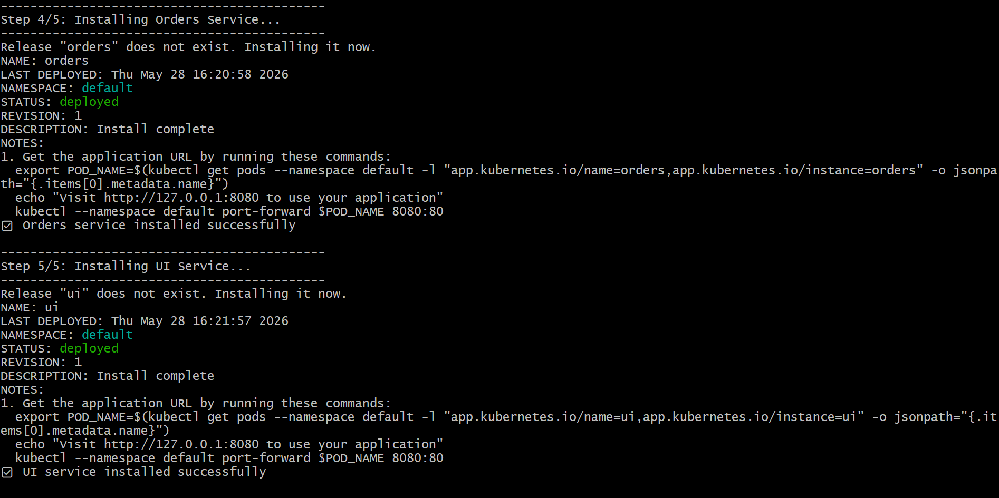 --------------------------------------------
Step 4/5: Installing Orders Service...
--------------------------------------------
Release "orders" does not exist. Installing it now.
NAME: orders
LAST DEPLOYED: Thu May 28 16:20:58 2026
NAMESPACE: default
STATUS: deployed
REVISION: 1
DESCRIPTION: Install complete
NOTES:
1. Get the application URL by running these commands:
  export POD_NAME=$(kubectl get pods --namespace default -l "app.kubernetes.io/name=orders,app.kubernetes.io/instance=orders" -o jsonpa
th="{.items[0].metadata.name}")
  echo "Visit http://127.0.0.1:8080 to use your application"
  kubectl --namespace default port-forward $POD_NAME 8080:80
☑ Orders service installed successfully

--------------------------------------------
Step 5/5: Installing UI Service...
--------------------------------------------
Release "ui" does not exist. Installing it now.
NAME: ui
LAST DEPLOYED: Thu May 28 16:21:57 2026
NAMESPACE: default
STATUS: deployed
REVISION: 1
DESCRIPTION: Install complete
NOTES:
1. Get the application URL by running these commands:
  export POD_NAME=$(kubectl get pods --namespace default -l "app.kubernetes.io/name=ui,app.kubernetes.io/instance=ui" -o jsonpath="{.it
ems[0].metadata.name}")
  echo "Visit http://127.0.0.1:8080 to use your application"
  kubectl --namespace default port-forward $POD_NAME 8080:80
☑ UI service installed successfully